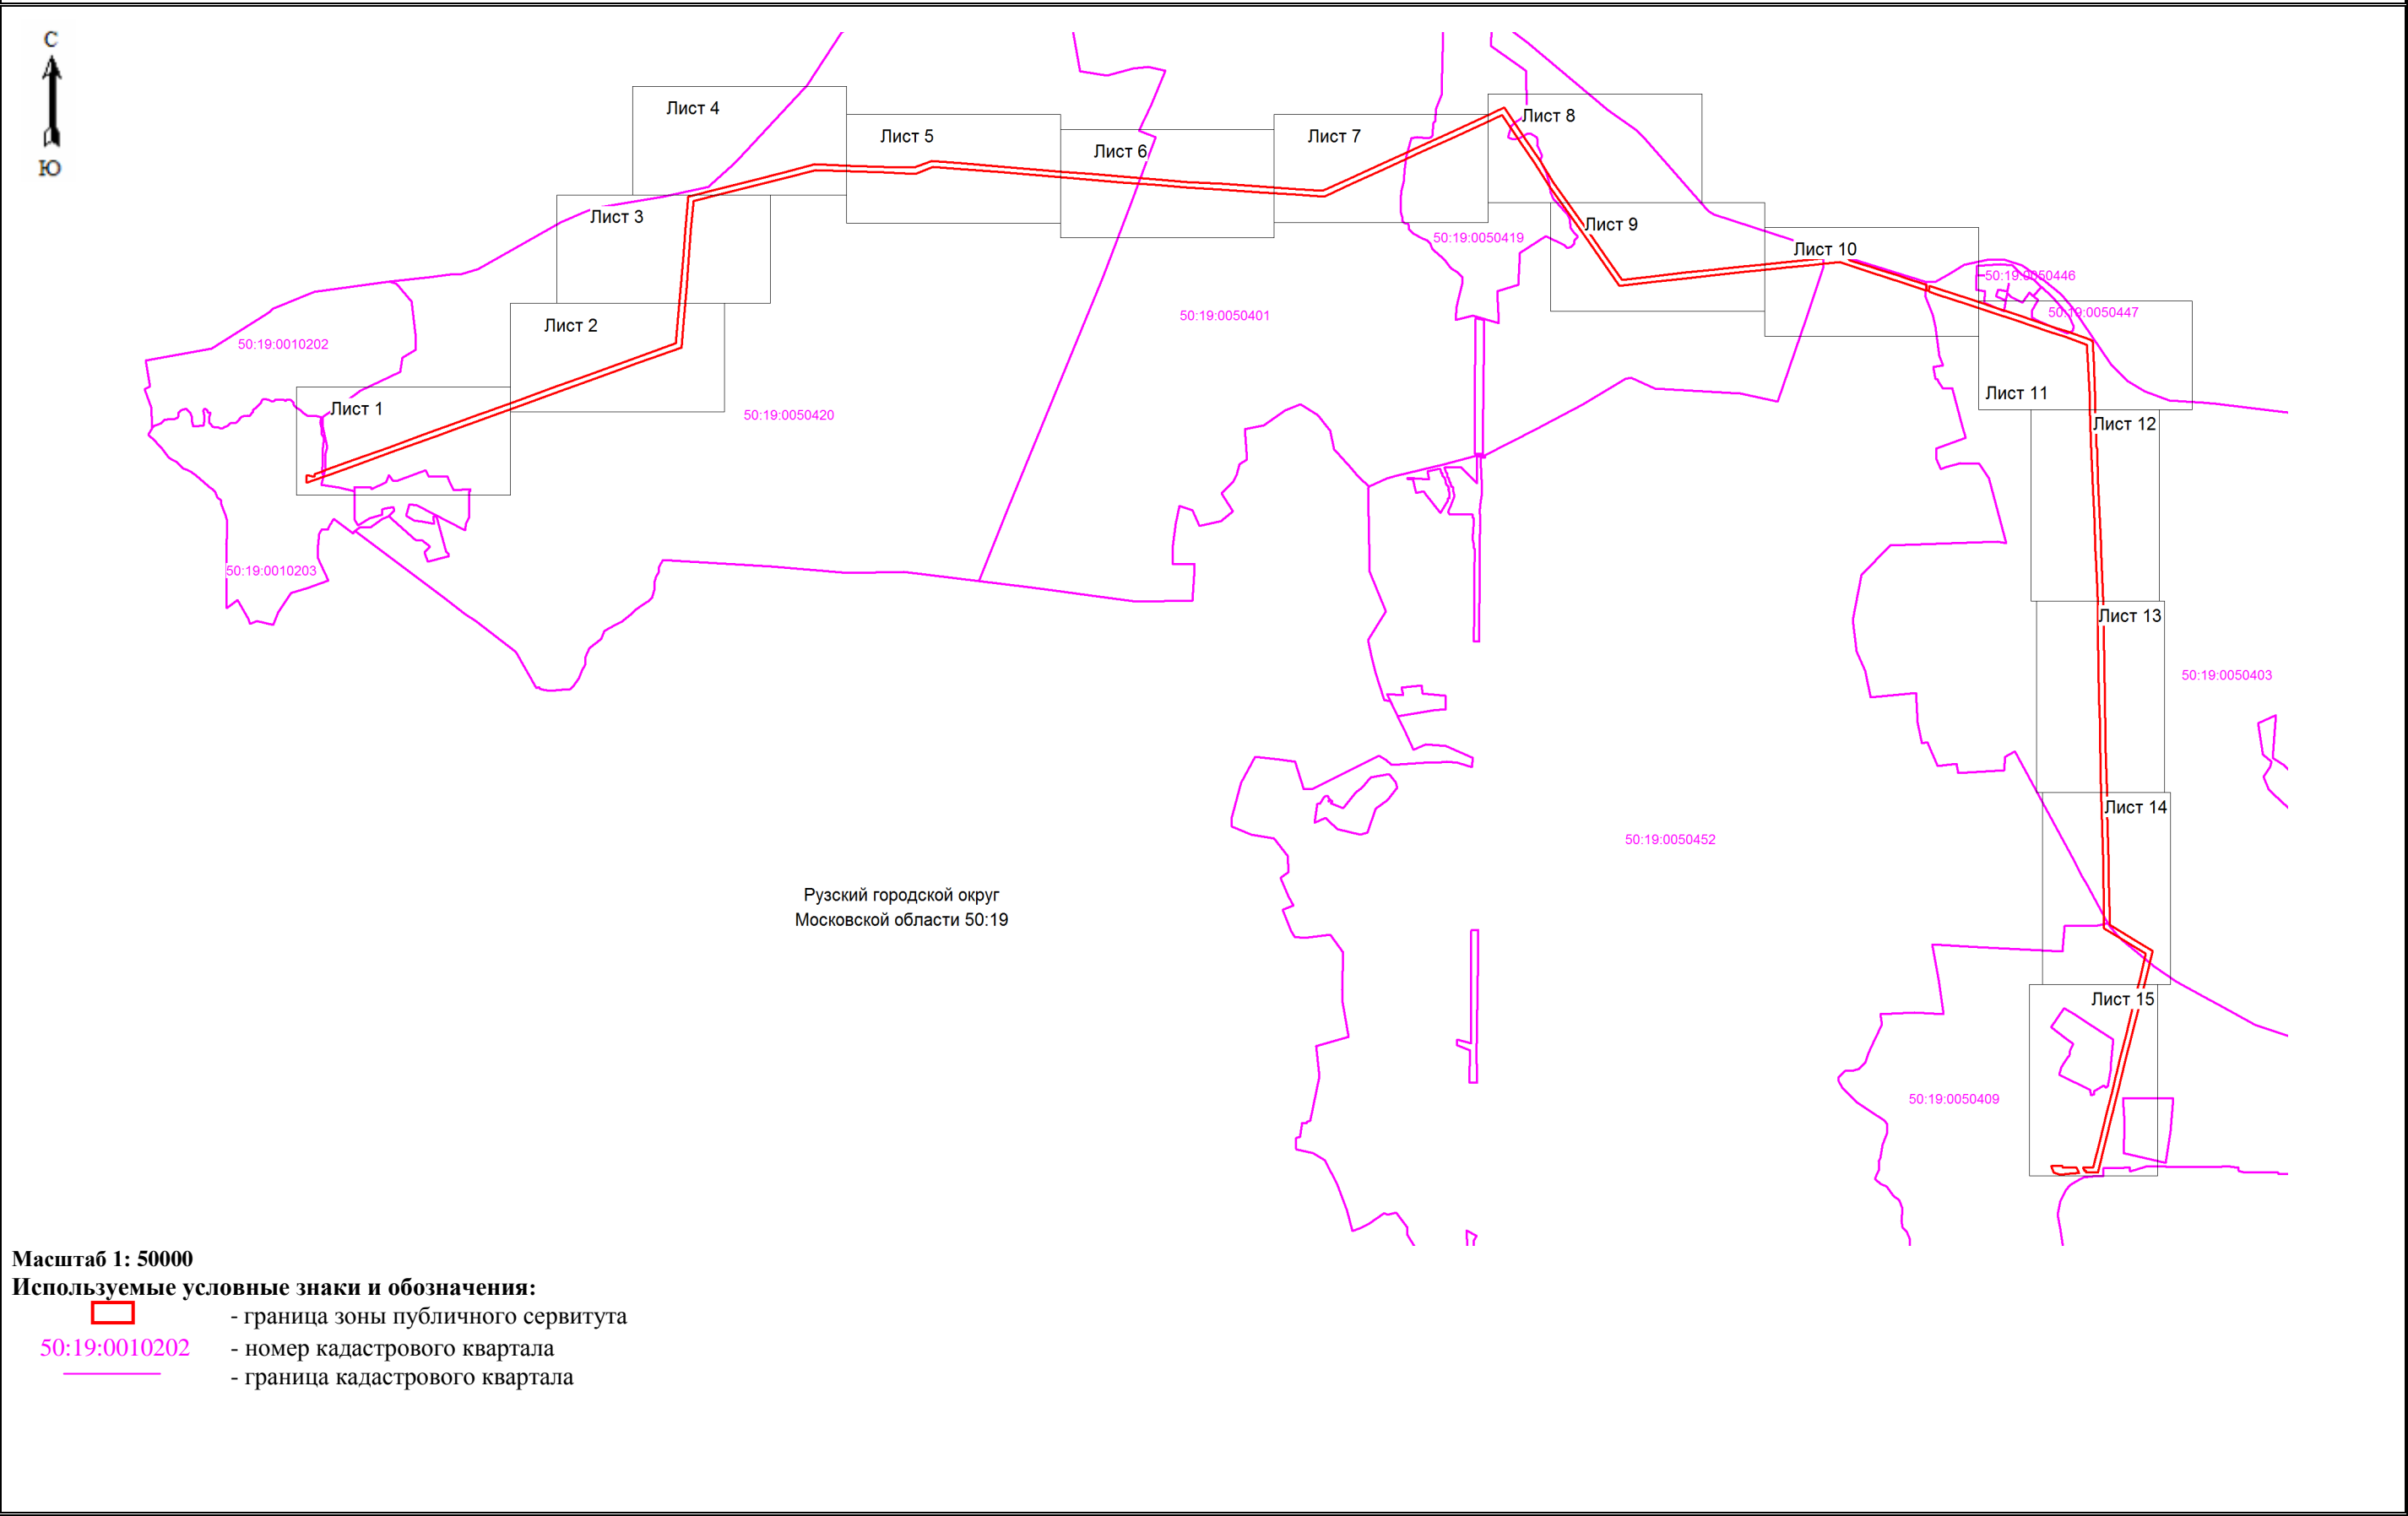 С
Ю
Лист 4
Лист 5
Лист 6
Лист 7
Лист 8
Лист 3
Лист 9
50:19:0050419
Лист 10
50:19:0050446
50:19:0050401
50:19:0050447
Лист 2
50:19:0010202
Лист 11
Лист 1
50:19:0050420
Лист 12
50:19:0010203
Лист 13
50:19:0050403
Лист 14
50:19:0050452
Рузский городской округ
Московской области 50:19
Лист 15
50:19:0050409
Масштаб 1: 50000
Используемые условные знаки и обозначения:
- граница зоны публичного сервитута
50:19:0010202 - номер кадастрового квартала
- граница кадастрового квартала